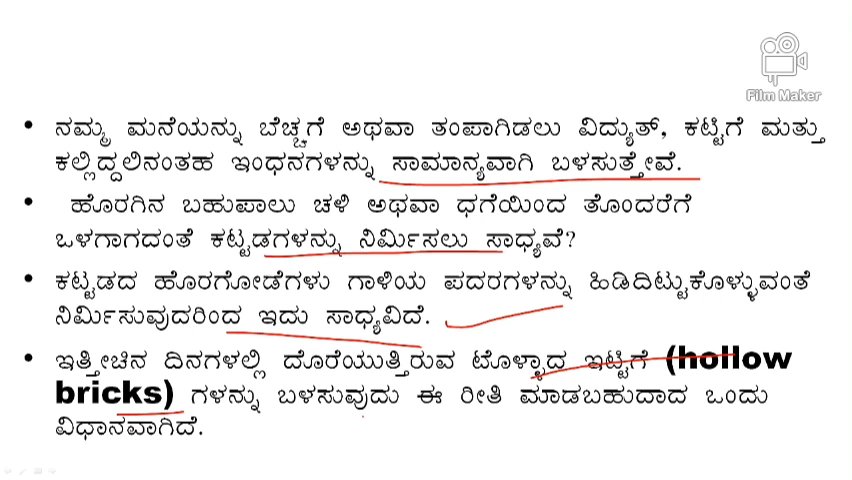 Film Maker
• ನಮ್ಮ ಮನೆಯನ್ನು ಬೆಚ್ಚಗೆ ಅಥವಾ ತಂಪಾಗಿಡಲು ವಿದ್ಯುತ್, ಕಟ್ಟಿಗೆ ಮತ್ತು
ಕಲ್ಲಿದ್ದಲಿನಂತಹ ಇಂಧನಗಳನ್ನು ಸಾಮಾನ್ಯವಾಗಿ ಬಳಸುತ್ತೇವೆ.
• ಹೊರಗಿನ ಬಹುಪಾಲು ಚಳಿ ಅಥವಾ ಧಗೆಯಿಂದ ತೊಂದರೆಗೆ
ಒಳಗಾಗದಂತೆ ಕಟ್ಟಡಗಳನ್ನು ನಿರ್ಮಿಸಲು ಸಾಧ್ಯವೆ?
• ಕಟ್ಟಡದ ಹೊರಗೋಡೆಗಳು ಗಾಳಿಯ ಪದರಗಳನ್ನು ಹಿಡಿದಿಟ್ಟುಕೊಳ್ಳುವಂತೆ
ನಿರ್ಮಿಸುವುದರಿಂದ ಇದು ಸಾಧ್ಯವಿದೆ.
• ಇತ್ತೀಚಿನ ದಿನಗಳಲ್ಲಿ ದೊರೆಯುತ್ತಿರುವ ಟೊಳ್ಳಾದ ಇಟ್ಟಿಗೆ (hollow
bricks) ಗಳನ್ನು ಬಳಸುವುದು ಈ ರೀತಿ ಮಾಡಬಹುದಾದ ಒಂದು
ವಿಧಾನವಾಗಿದೆ.